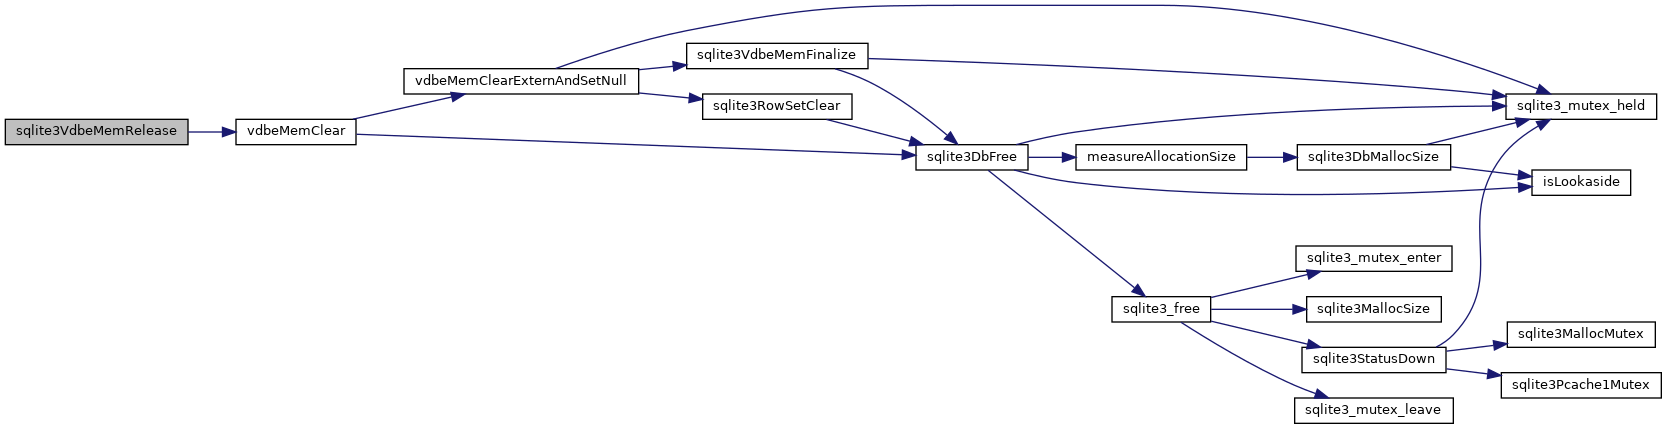 sqlite3VdbeMemRelease
vdbeMemClear
vdbeMemClearExternAndSetNull
sqlite3VdbeMemFinalize
sqlite3RowSetClear
sqlite3DbFree
measureAllocationSize
sqlite3DbMallocSize
sqlite3_mutex_held
isLookaside
sqlite3_free
sqlite3_mutex_enter
sqlite3MallocSize
sqlite3StatusDown
sqlite3MallocMutex
sqlite3Pcache1Mutex
sqlite3_mutex_leave